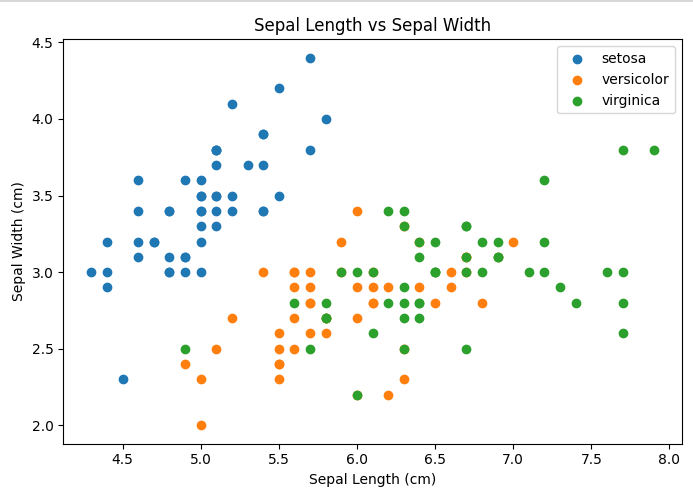 Sepal Length vs Sepal Width
4.5
4.0
3.5
3.0
2.5
2.0
Sepal Width (cm)
setosa
versicolor
virginica
4.5 5.0 5.5 6.0 6.5 7.0 7.5 8.0
Sepal Length (cm)